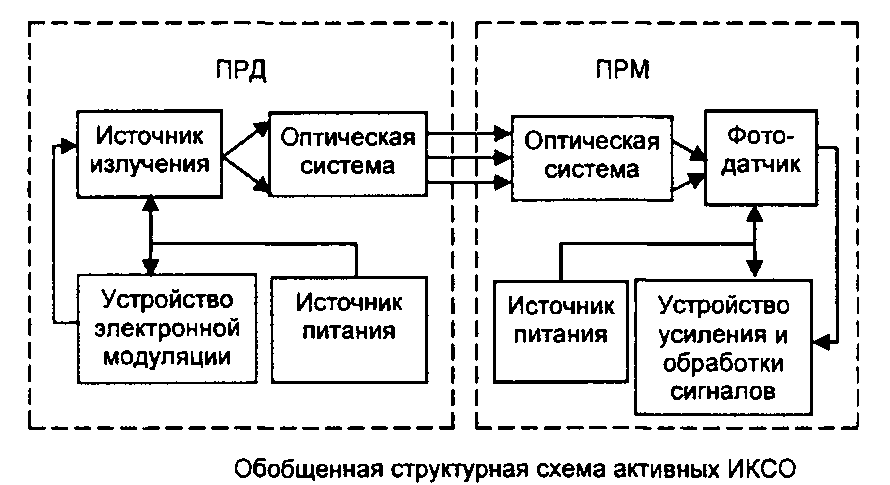 ПРД
Источник
излучения
Оптическая
система
Устройство
электронной
модуляции
Источник
питания
ПРМ
Оптическая
система
Фото-
датчик
Источник
питания
Устройство
усиления и
обработки
сигналов
Обобщенная структурная схема активных ИКСО